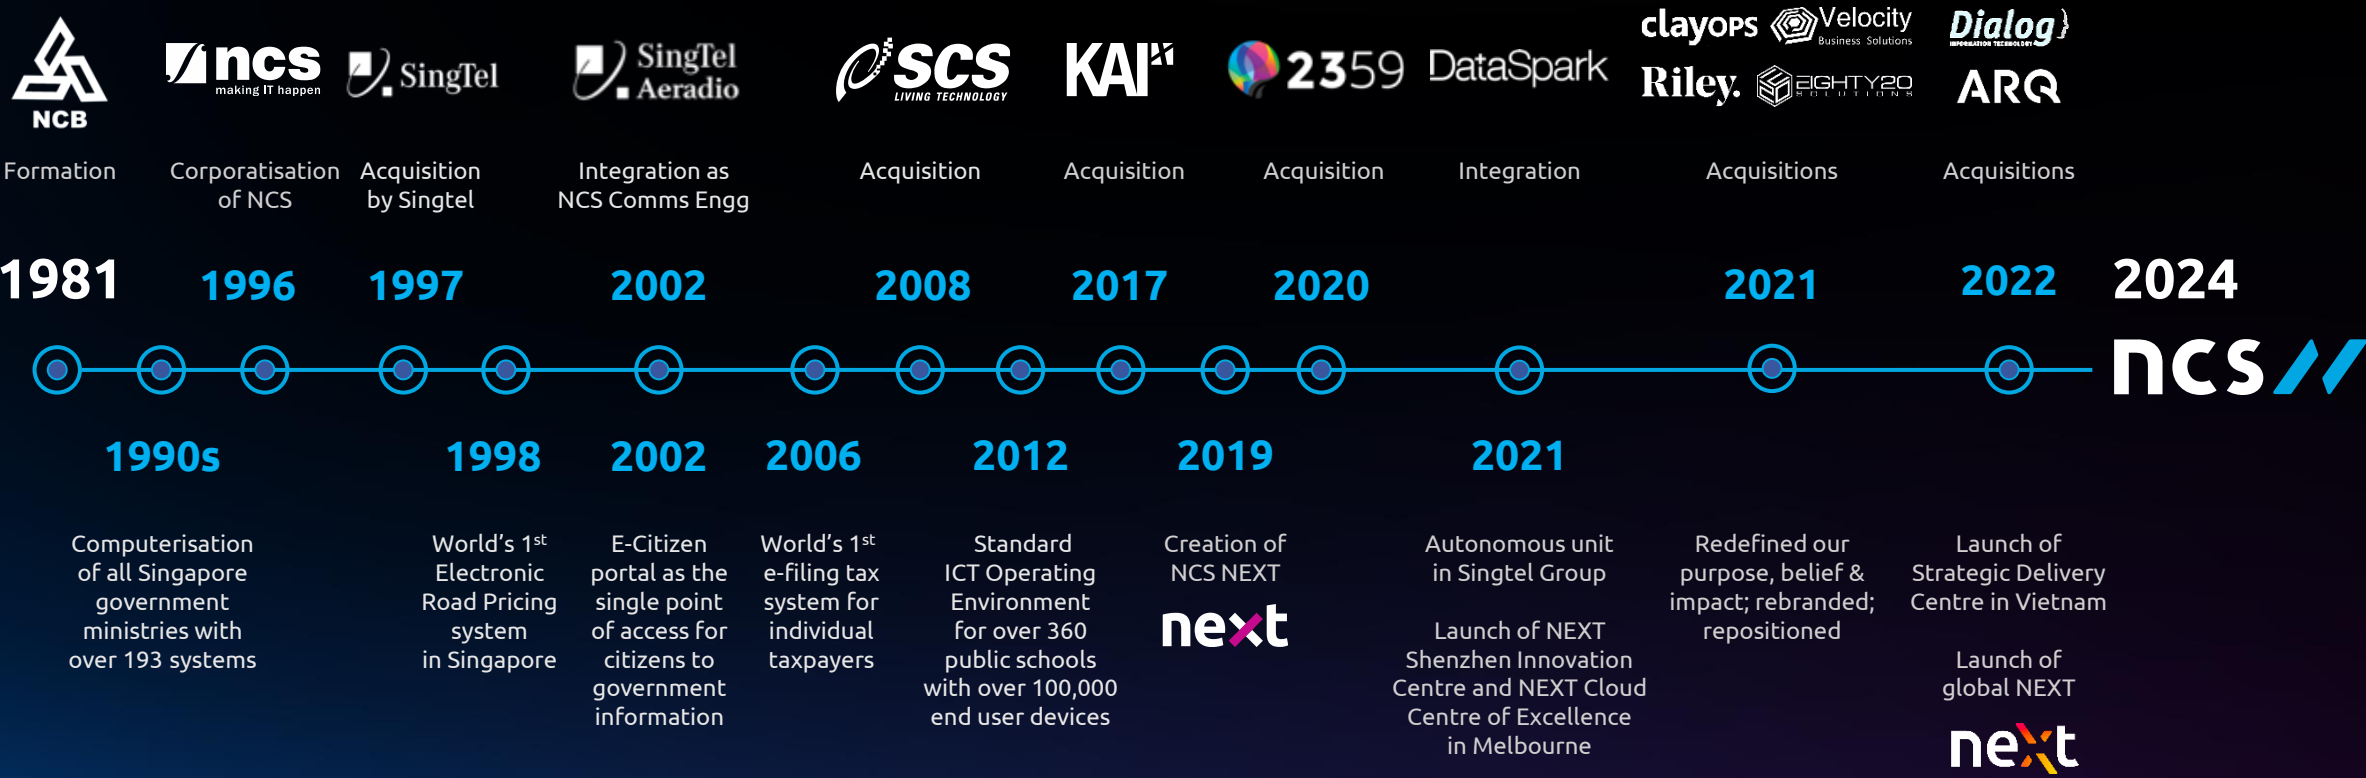 NCB
ncs
making IT happen
SingTel
SingTel
Aeradio
SCS
LIVING TECHNOLOGY
KAI
2359
DataSpark
clayops
Velocity
Business Solutions
Riley.
EIGHTY20
SOLUTIONS
Dialog
INFORMATION TECHNOLOGY
ARQ
Formation
Corporatisation
of NCS
Acquisition
by Singtel
Integration as
NCS Comms Engg
Acquisition
Acquisition
Acquisition
Integration
Acquisitions
Acquisitions
1981
1996
1997
2002
2008
2017
2020
2021
2022
2024
ncs//
1990s
1998
2002
2006
2012
2019
2021
Computerisation
of all Singapore
government
ministries with
over 193 systems
World's 1st
Electronic
Road Pricing
system
in Singapore
E-Citizen
portal as the
single point
of access for
citizens to
government
information
World's 1st
e-filing tax
system for
individual
taxpayers
Standard
ICT Operating
Environment
for over 360
public schools
with over 100,000
end user devices
Creation of
NCS NEXT
next
Autonomous unit
in Singtel Group
Launch of NEXT
Shenzhen Innovation
Centre and NEXT Cloud
Centre of Excellence
in Melbourne
Redefined our
purpose, belief &
impact; rebranded;
repositioned
Launch of
Strategic Delivery
Centre in Vietnam
Launch of
global NEXT
next